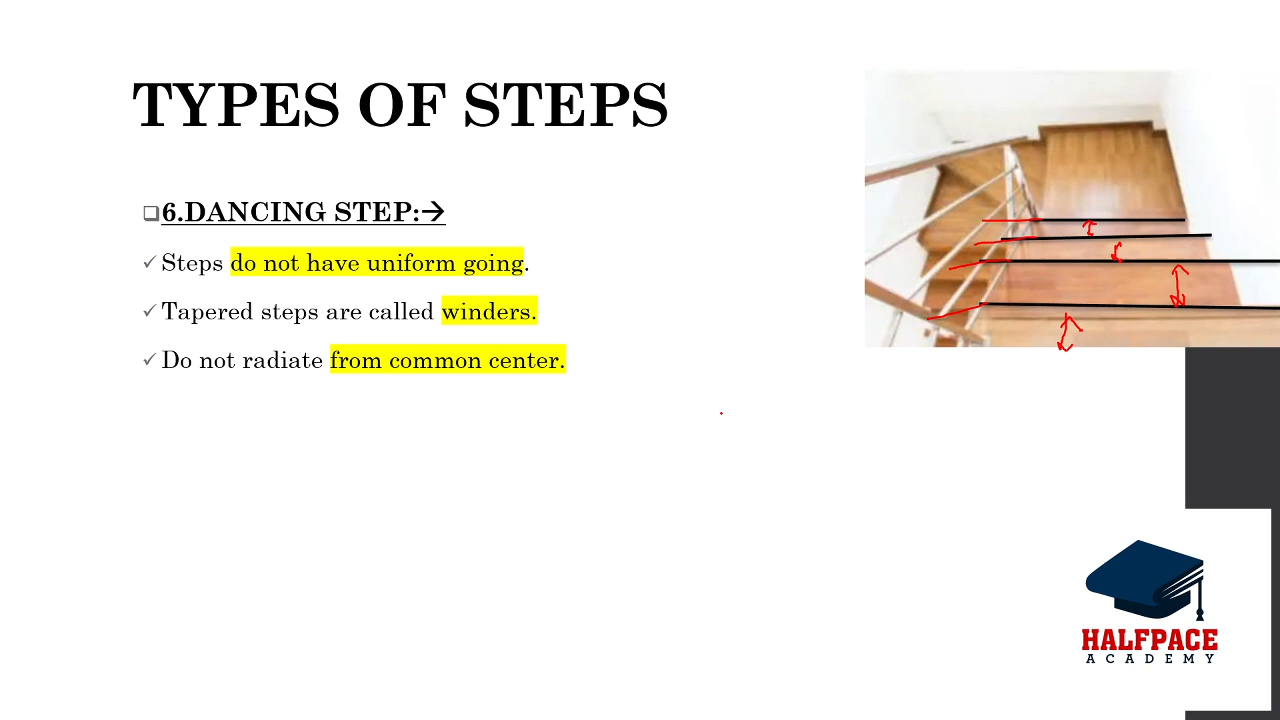 TYPES OF STEPS
6.DANCING STEP:→
Steps do not have uniform going.
Tapered steps are called winders.
Do not radiate from common center.
HALFPACE
ACADEMY